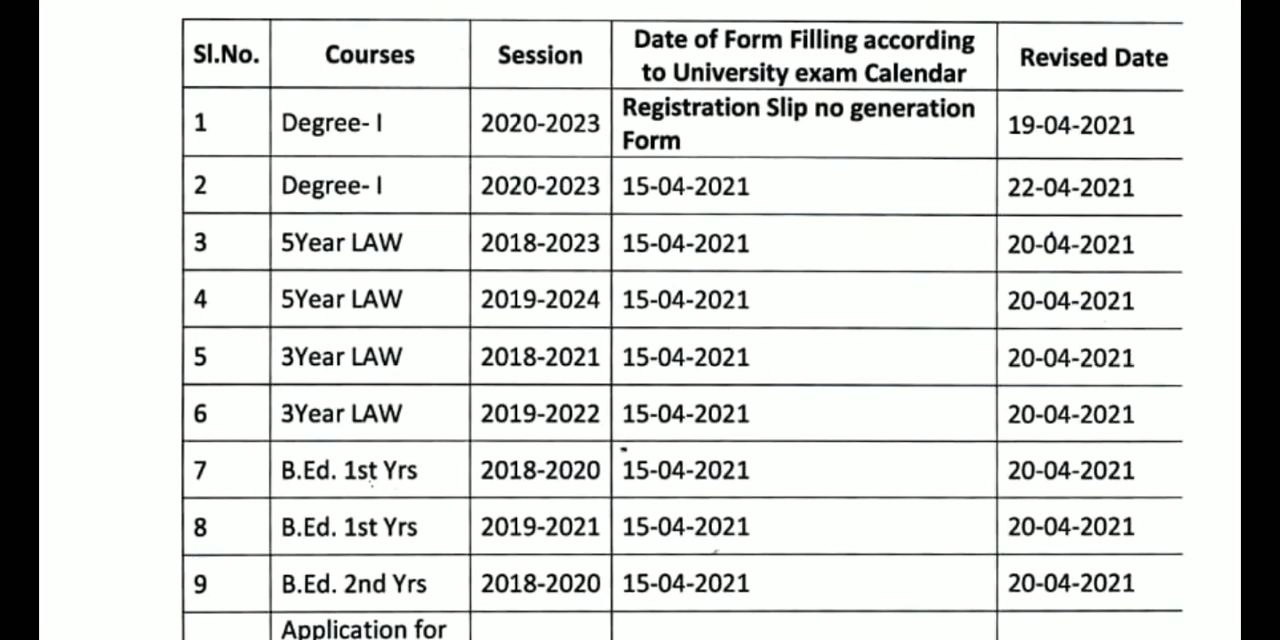 Sl.No. Courses Session Date of Form Filling according to University exam Calendar Revised Date
1 Degree- I 2020-2023 Registration Slip no generation Form 19-04-2021
2 Degree- I 2020-2023 15-04-2021 22-04-2021
3 5Year LAW 2018-2023 15-04-2021 20-04-2021
4 5Year LAW 2019-2024 15-04-2021 20-04-2021
5 3Year LAW 2018-2021 15-04-2021 20-04-2021
6 3Year LAW 2019-2022 15-04-2021 20-04-2021
7 B.Ed. 1st Yrs 2018-2020 15-04-2021 20-04-2021
8 B.Ed. 1st Yrs 2019-2021 15-04-2021 20-04-2021
9 B.Ed. 2nd Yrs 2018-2020 15-04-2021 20-04-2021
Application for